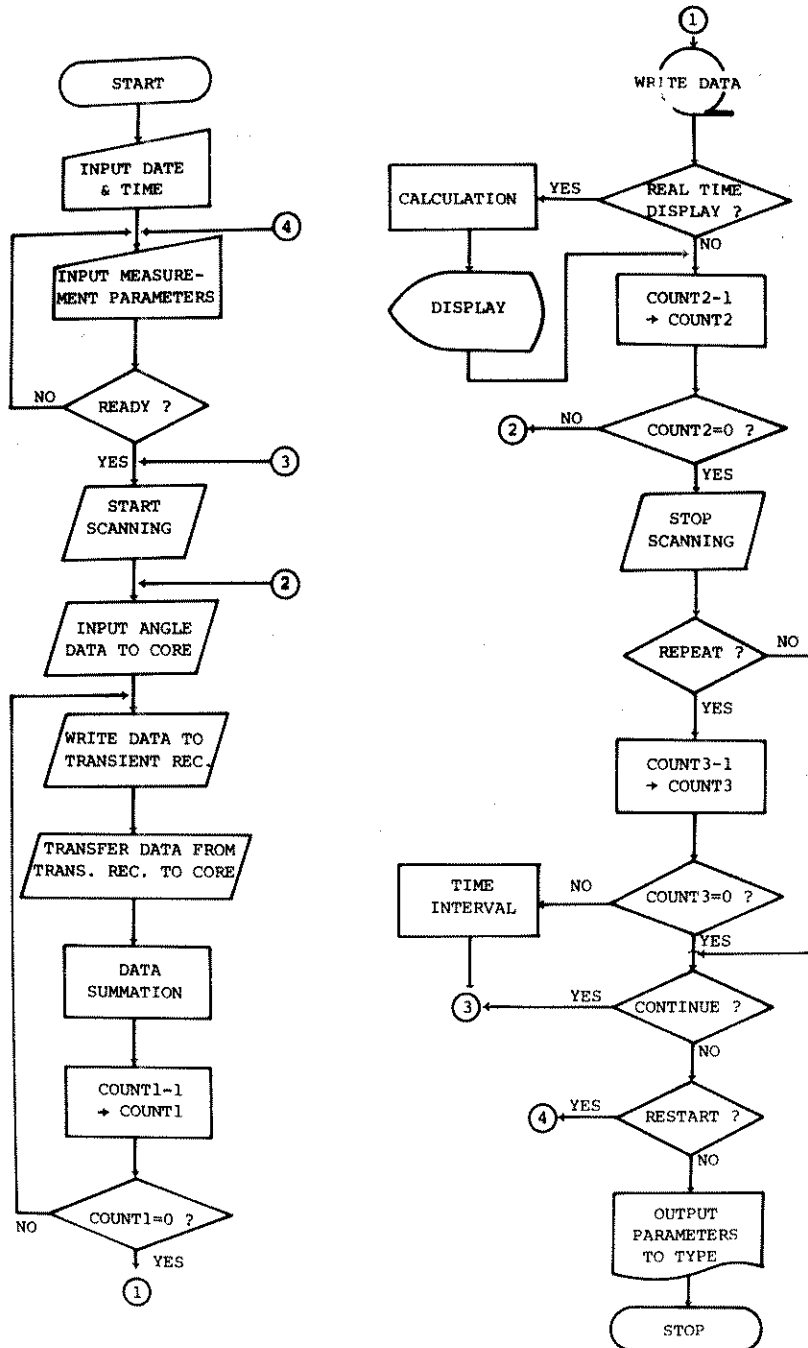 START
INPUT DATE
& TIME
4
INPUT MEASURE-
MENT PARAMETERS
READY ?
NO
YES
3
START
SCANNING
2
INPUT ANGLE
DATA TO CORE
WRITE DATA TO
TRANSIENT REC.
TRANSFER DATA FROM
TRANS. REC. TO CORE
DATA
SUMMATION
COUNT1-1
→ COUNT1
COUNT1=0 ?
NO
YES
1
1
WRITE DATA
REAL TIME
DISPLAY ?
YES
NO
CALCULATION
DISPLAY
COUNT2-1
→ COUNT2
COUNT2=0 ?
NO
2
YES
STOP
SCANNING
REPEAT ?
NO
YES
COUNT3-1
→ COUNT3
COUNT3=0 ?
NO
TIME
INTERVAL
YES
CONTINUE ?
YES
3
NO
RESTART ?
YES
4
NO
OUTPUT
PARAMETERS
TO TYPE
STOP